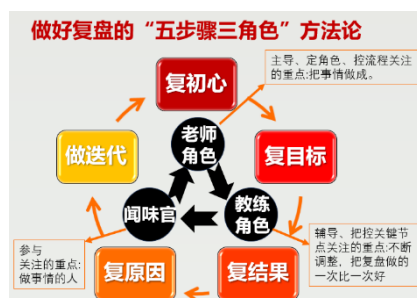 做好复盘的“五步骤三角色”方法论
主导、定角色、控流程关注
的重点:把事情做成。
复初心
老师
角色
做迭代
复目标
闻味官
教练
角色
参与
关注的重点:
做事情的人
辅导、把控关键节
点关注的重点:不断
调整，把复盘做的
一次比一次好
复原因
复结果